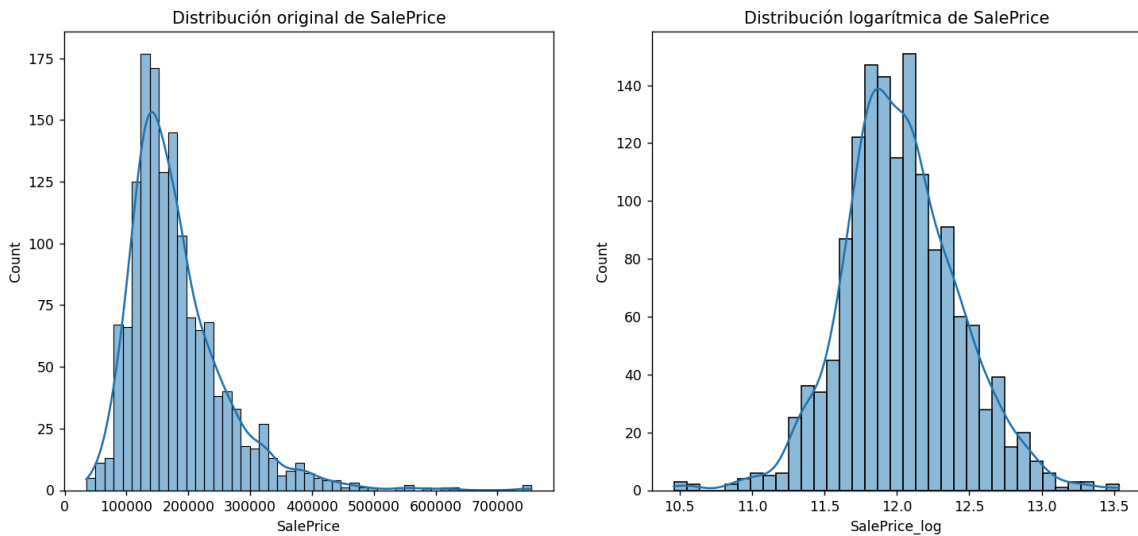 Distribución original de SalePrice
175
150
125
100
75
50
25
0
Count
0 100000 200000 300000 400000 500000 600000 700000
SalePrice
Distribución logarítmica de SalePrice
140
120
100
80
60
40
20
0
Count
10.5 11.0 11.5 12.0 12.5 13.0 13.5
SalePrice_log